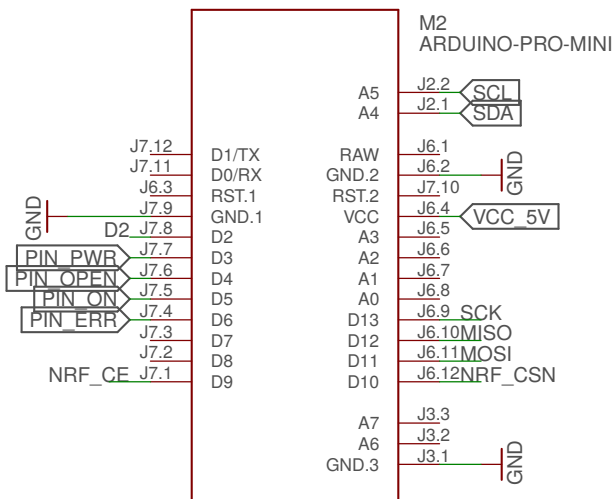 M2
ARDUINO-PRO-MINI
A5 J2.2 SCL
A4 J2.1 SDA
J7.12 D1/TX RAW J6.1
J7.11 D0/RX GND.2 J6.2 GND
J6.3 RST.1 RST.2 J7.10
GND J7.9 GND.1 VCC J6.4 VCC_5V
D2 J7.8 D2 A3 J6.5
PIN_PWR J7.7 D3 A2 J6.6
PIN_OPEN J7.6 D4 A1 J6.7
PIN_ON J7.5 D5 A0 J6.8
PIN_ERR J7.4 D6 D13 J6.9 SCK
J7.3 D7 D12 J6.10 MISO
J7.2 D8 D11 J6.11 MOSI
NRF_CE J7.1 D9 D10 J6.12 NRF_CSN
A7 J3.3
A6 J3.2
GND.3 J3.1 GND